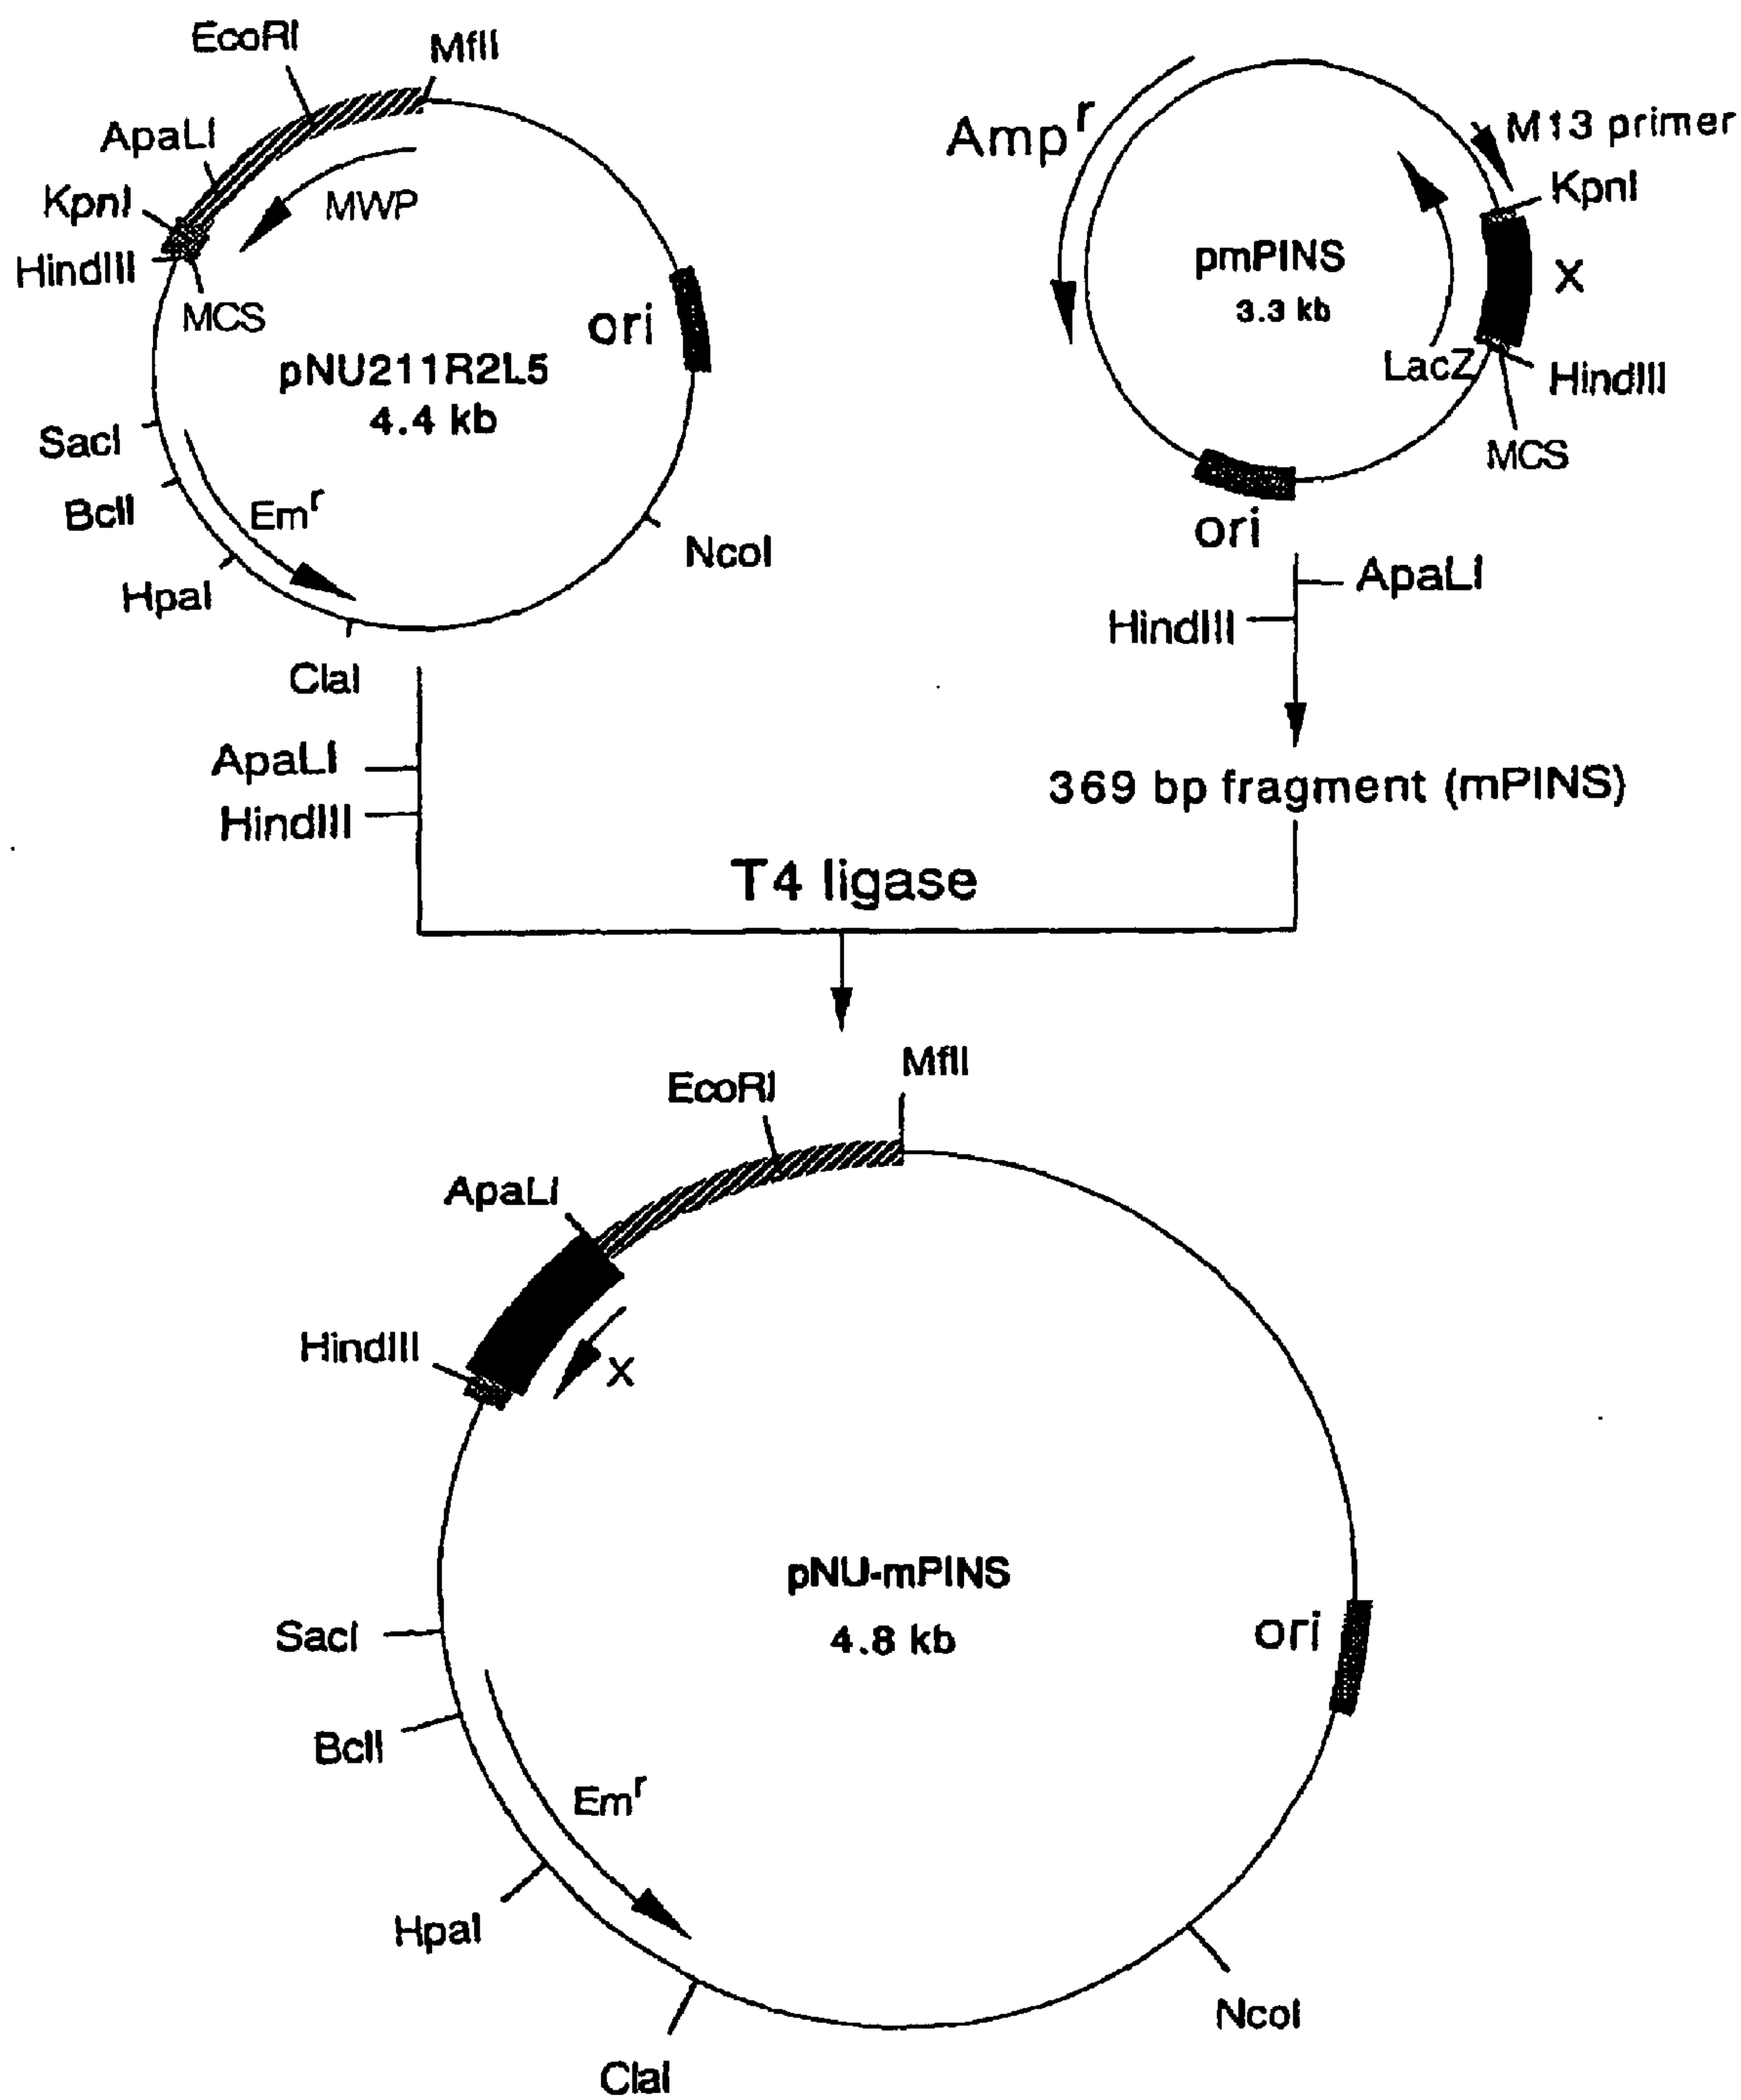 EcoRI
MflI
ApaLI
KpnI
HindIII
MWP
MCS
ori
pNU211R2L5
4.4 kb
SacI
BclI
Em^r
HpaI
NcoI
ClaI
Amp^r
M13 primer
KpnI
pmPINS
3.3 kb
X
LacZ
HindIII
MCS
ori
ApaLI
HindIII
ApaLI
HindIII
369 bp fragment (mPINS)
T4 ligase
MflI
EcoRI
ApaLI
HindIII
X
pNU-mPINS
4.8 kb
SacI
ori
BclI
Em^r
HpaI
NcoI
ClaI